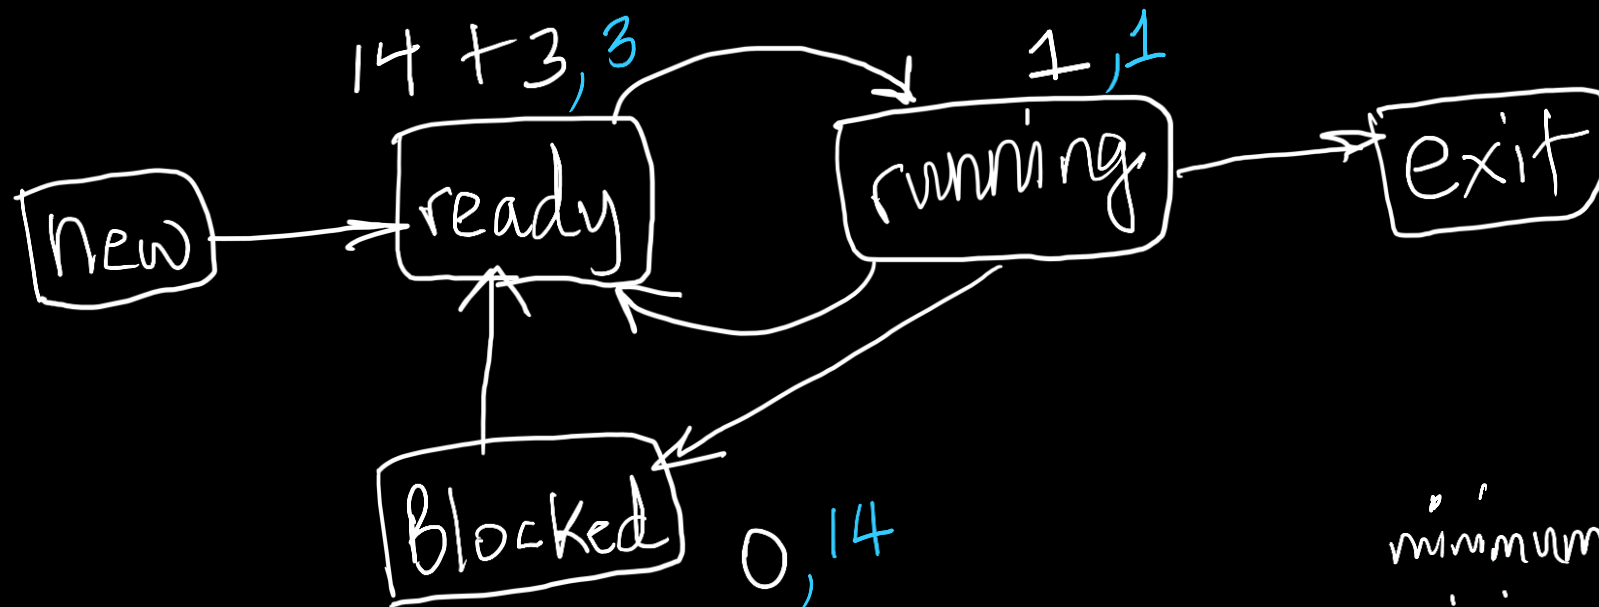 14 + 3, 3
1, 1
new
ready
running
exit
Blocked
0, 14
minimum